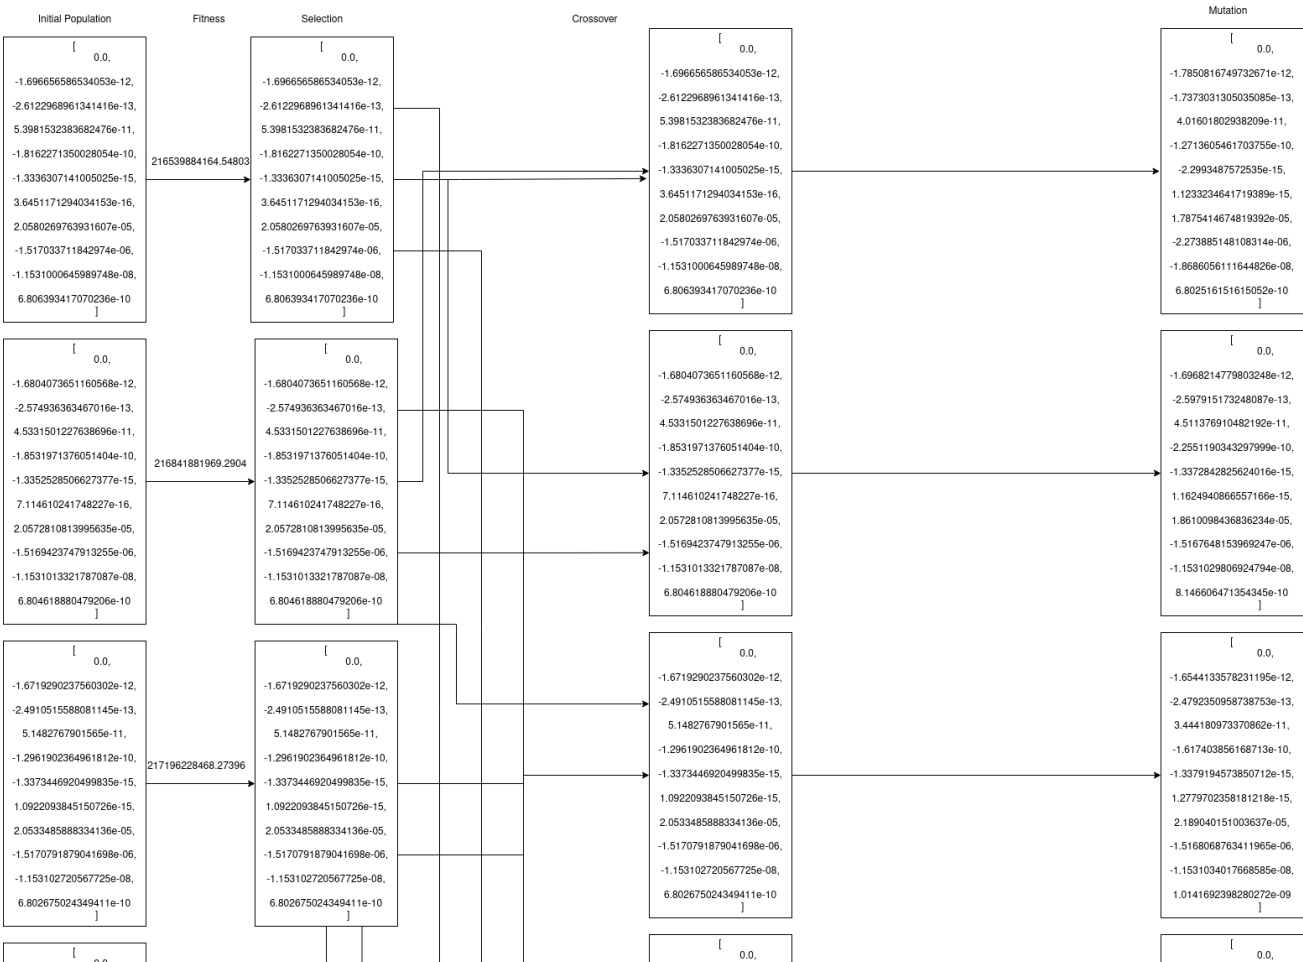 Initial Population
Fitness
Selection
Crossover
Mutation
[
0.0,
-1.696656586534053e-12,
-2.6122968961341416e-13,
5.3981532383682476e-11,
-1.8162271350028054e-10,
-1.3336307141005025e-15,
3.6451171294034153e-16,
2.0580269763931607e-05,
-1.517033711842974e-06,
-1.1531000645989748e-08,
6.806393417070236e-10
]
216539884164.54803
[
0.0,
-1.696656586534053e-12,
-2.6122968961341416e-13,
5.3981532383682476e-11,
-1.8162271350028054e-10,
-1.3336307141005025e-15,
3.6451171294034153e-16,
2.0580269763931607e-05,
-1.517033711842974e-06,
-1.1531000645989748e-08,
6.806393417070236e-10
]
[
0.0,
-1.696656586534053e-12,
-2.6122968961341416e-13,
5.3981532383682476e-11,
-1.8162271350028054e-10,
-1.3336307141005025e-15,
3.6451171294034153e-16,
2.0580269763931607e-05,
-1.517033711842974e-06,
-1.1531000645989748e-08,
6.806393417070236e-10
]
[
0.0,
-1.7850816749732671e-12,
-1.7373031305035085e-13,
4.01601802938209e-11,
-1.2713605461703755e-10,
-2.2993487572535e-15,
1.1233234641719389e-15,
1.7875414674819392e-05,
-2.273885148108314e-06,
-1.8686056111644826e-08,
6.802516151615052e-10
]
[
0.0,
-1.6804073651160568e-12,
-2.574936363467016e-13,
4.5331501227638696e-11,
-1.8531971376051404e-10,
-1.3352528506627377e-15,
7.114610241748227e-16,
2.0572810813995635e-05,
-1.5169423747913255e-06,
-1.1531013321787087e-08,
6.804618880479206e-10
]
216841881969.2904
[
0.0,
-1.6804073651160568e-12,
-2.574936363467016e-13,
4.5331501227638696e-11,
-1.8531971376051404e-10,
-1.3352528506627377e-15,
7.114610241748227e-16,
2.0572810813995635e-05,
-1.5169423747913255e-06,
-1.1531013321787087e-08,
6.804618880479206e-10
]
[
0.0,
-1.6804073651160568e-12,
-2.574936363467016e-13,
4.5331501227638696e-11,
-1.8531971376051404e-10,
-1.3352528506627377e-15,
7.114610241748227e-16,
2.0572810813995635e-05,
-1.5169423747913255e-06,
-1.1531013321787087e-08,
6.804618880479206e-10
]
[
0.0,
-1.6968214779803248e-12,
-2.597915173248087e-13,
4.511376910482192e-11,
-2.2551190343297999e-10,
-1.3372842825624016e-15,
1.1624940866557166e-15,
1.8610098436836234e-05,
-1.5167648153969247e-06,
-1.1531029806924794e-08,
8.146606471354345e-10
]
[
0.0,
-1.6719290237560302e-12,
-2.4910515588081145e-13,
5.1482767901565e-11,
-1.2961902364961812e-10,
-1.3373446920499835e-15,
1.0922093845150726e-15,
2.0533485888334136e-05,
-1.5170791879041698e-06,
-1.153102720567725e-08,
6.802675024349411e-10
]
217196228468.27396
[
0.0,
-1.6719290237560302e-12,
-2.4910515588081145e-13,
5.1482767901565e-11,
-1.2961902364961812e-10,
-1.3373446920499835e-15,
1.0922093845150726e-15,
2.0533485888334136e-05,
-1.5170791879041698e-06,
-1.153102720567725e-08,
6.802675024349411e-10
]
[
0.0,
-1.6719290237560302e-12,
-2.4910515588081145e-13,
5.1482767901565e-11,
-1.2961902364961812e-10,
-1.3373446920499835e-15,
1.0922093845150726e-15,
2.0533485888334136e-05,
-1.5170791879041698e-06,
-1.153102720567725e-08,
6.802675024349411e-10
]
[
0.0,
-1.6544133578231195e-12,
-2.4792350958738753e-13,
3.444180973370862e-11,
-1.617403856168713e-10,
-1.3379194573850712e-15,
1.2779702358181218e-15,
2.189040151003637e-05,
-1.5168068763411965e-06,
-1.1531034017668585e-08,
1.0141692398280272e-09
]
[
0.0,
[
0.0,
[
0.0,